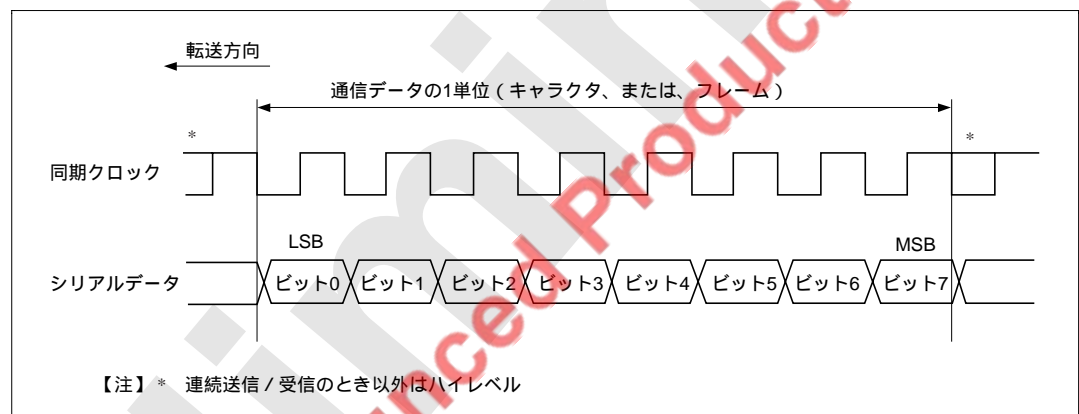 転送方向
通信データの1単位(キャラクタ、または、フレーム)
*
*
同期クロック
LSB
MSB
シリアルデータ
ビット0
ビット1
ビット2
ビット3
ビット4
ビット5
ビット6
ビット7
【注】* 連続送信/受信のとき以外はハイレベル
nced Product